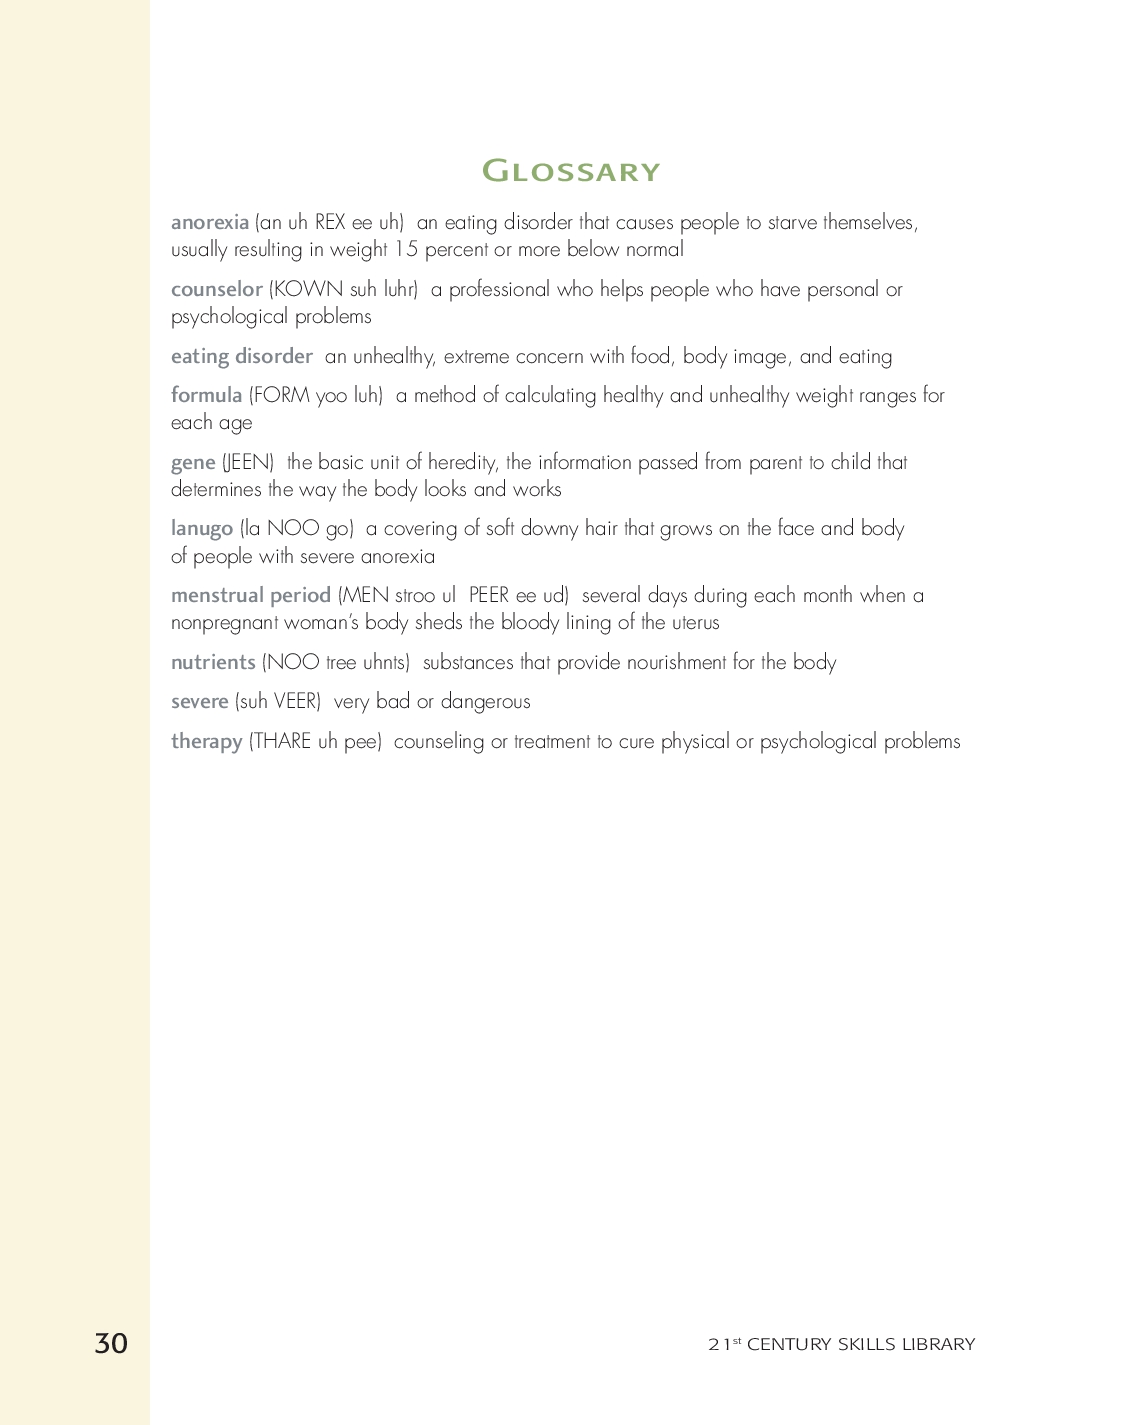 GLOSSARY
anorexia (an uh REX ee uh)  an eating disorder that causes people to starve themselves,
usually resulting in weight 15 percent or more below normal
counselor (KOWN suh luhr)  a professional who helps people who have personal or
psychological problems
eating disorder  an unhealthy, extreme concern with food, body image, and eating
formula (FORM yoo luh)  a method of calculating healthy and unhealthy weight ranges for
each age
gene (JEEN)  the basic unit of heredity, the information passed from parent to child that
determines the way the body looks and works
lanugo (la NOO go)  a covering of soft downy hair that grows on the face and body
of people with severe anorexia
menstrual period (MEN stroo ul  PEER ee ud)  several days during each month when a
nonpregnant woman’s body sheds the bloody lining of the uterus
nutrients (NOO tree uhnts)  substances that provide nourishment for the body
severe (suh VEER)  very bad or dangerous
therapy (THARE uh pee)  counseling or treatment to cure physical or psychological problems
30
21st CENTURY SKILLS LIBRARY